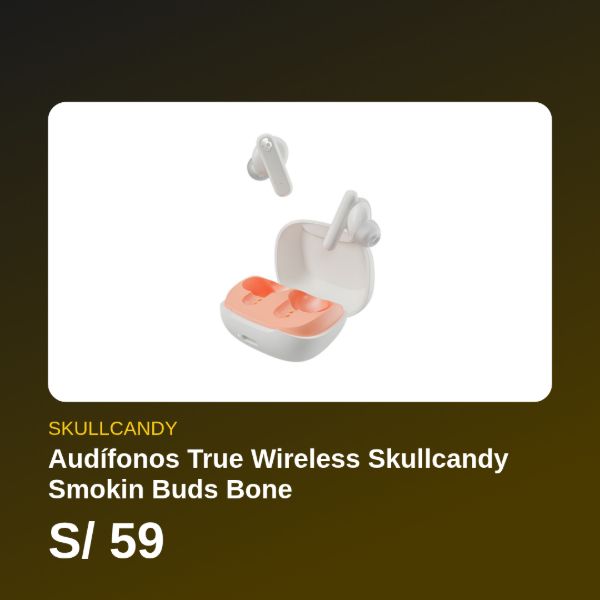 SKULLCANDY
Audífonos True Wireless Skullcandy
Smokin Buds Bone
S/ 59